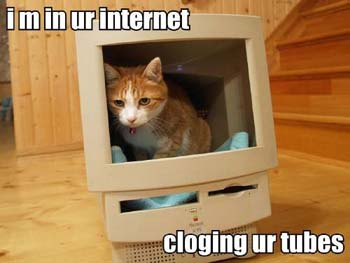 i m in ur internet
cloging ur tubes